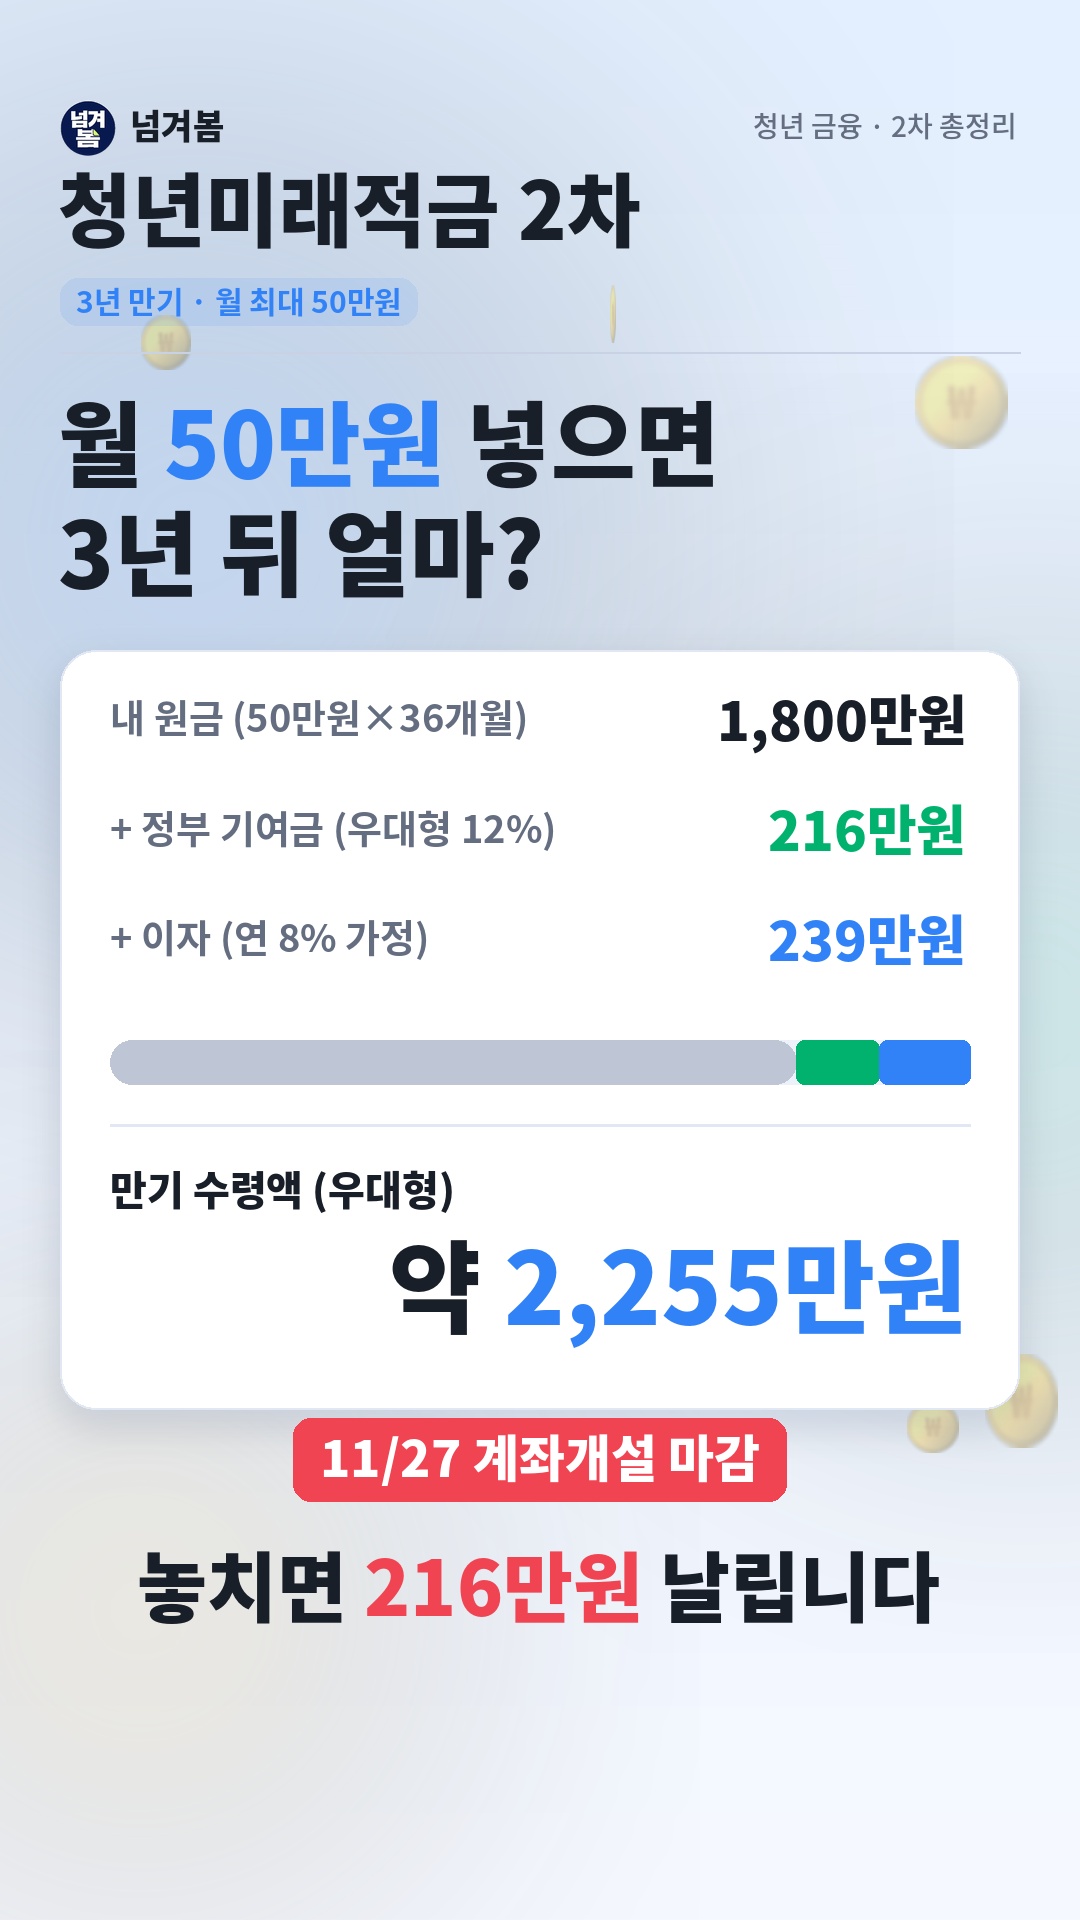 넘겨봄
넘겨봄
청년 금융 · 2차 총정리
청년미래적금 2차
3년 만기 · 월 최대 50만원
월 50만원 넣으면
3년 뒤 얼마?
내 원금 (50만원×36개월)
1,800만원
+ 정부 기여금 (우대형 12%)
216만원
+ 이자 (연 8% 가정)
239만원
만기 수령액 (우대형)
약 2,255만원
11/27 계좌개설 마감
놓치면 216만원 날립니다